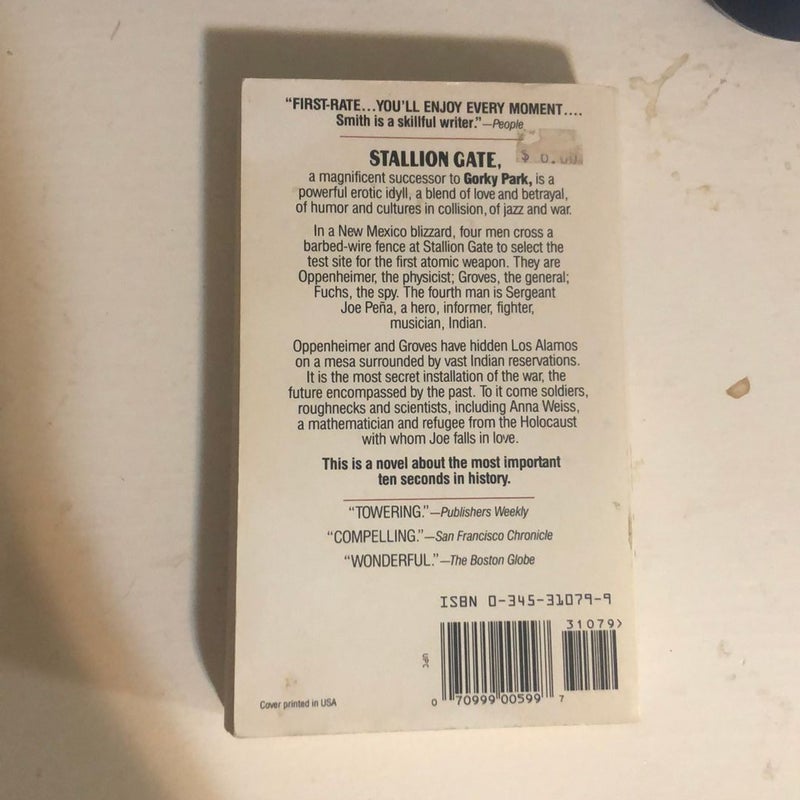 “FIRST-RATE...YOU’LL ENJOY EVERY MOMENT....
Smith is a skillful writer.”—People
STALLION GATE,
a magnificent successor to Gorky Park, is a
powerful erotic idyll, a blend of love and betrayal,
of humor and cultures in collision, of jazz and war.
In a New Mexico blizzard, four men cross a
barbed-wire fence at Stallion Gate to select the
test site for the first atomic weapon. They are
Oppenheimer, the physicist; Groves, the general;
Fuchs, the spy. The fourth man is Sergeant
Joe Peña, a hero, informer, fighter,
musician, Indian.
Oppenheimer and Groves have hidden Los Alamos
on a mesa surrounded by vast Indian reservations.
It is the most secret installation of the war, the
future encompassed by the past. To it come soldiers,
roughnecks and scientists, including Anna Weiss,
a mathematician and refugee from the Holocaust
with whom Joe falls in love.
This is a novel about the most important
ten seconds in history.
“TOWERING.”—Publishers Weekly
“COMPELLING.”—San Francisco Chronicle
“WONDERFUL.”—The Boston Globe
ISBN 0-345-31079-9
31079>
UPC
0 70999 00599 7
Cover printed in USA